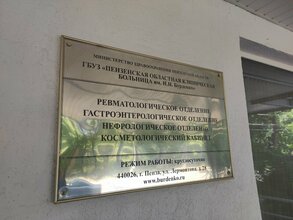 МИНИСТЕРСТВО ЗДРАВООХРАНЕНИЯ ПЕНЗЕНСКОЙ ОБЛАСТИ
ГБУЗ «ПЕНЗЕНСКАЯ ОБЛАСТНАЯ КЛИНИЧЕСКАЯ
БОЛЬНИЦА им. Н.Н. Бурденко»
РЕВМАТОЛОГИЧЕСКОЕ ОТДЕЛЕНИЕ
ГАСТРОЭНТЕРОЛОГИЧЕСКОЕ ОТДЕЛЕНИЕ
НЕФРОЛОГИЧЕСКОЕ ОТДЕЛЕНИЕ
КОСМЕТОЛОГИЧЕСКИЙ КАБИНЕТ
РЕЖИМ РАБОТЫ: круглосуточно
440026, г. Пенза, ул. Лермонтова, 28
www.burdenko.ru